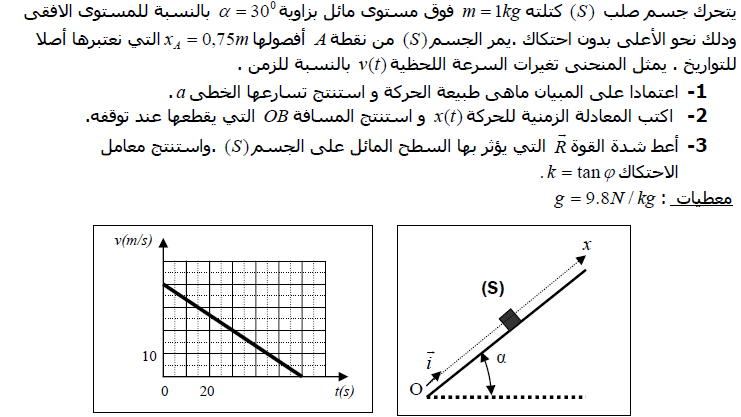 يتحرك جسم صلب (S) كتلته m = 1kg فوق مستوى مائل بزاوية α = 30⁰ بالنسبة للمستوى الافقي
وذلك نحو الأعلى بدون احتكاك .يمر الجسم(S) من نقطة A أفصولها x_A = 0,75m التي نعتبرها أصلا
للتواريخ . يمثل المنحنى تغيرات السرعة اللحظية v(t) بالنسبة للزمن .
1- اعتمادا على المبيان ماهى طبيعة الحركة و استنتج تسارعها الخطى a.
2- اكتب المعادلة الزمنية للحركة x(t) و استنتج المسافة OB التي يقطعها عند توقفه.
3- أعط شدة القوة R⃗ التي يؤثر بها السطح المائل على الجسم(S) .واستنتج معامل
الاحتكاك k = tan φ .
معطيات : g = 9.8N / kg
v(m/s)
10
0 20 t(s)
x
(S)
i⃗
α
O